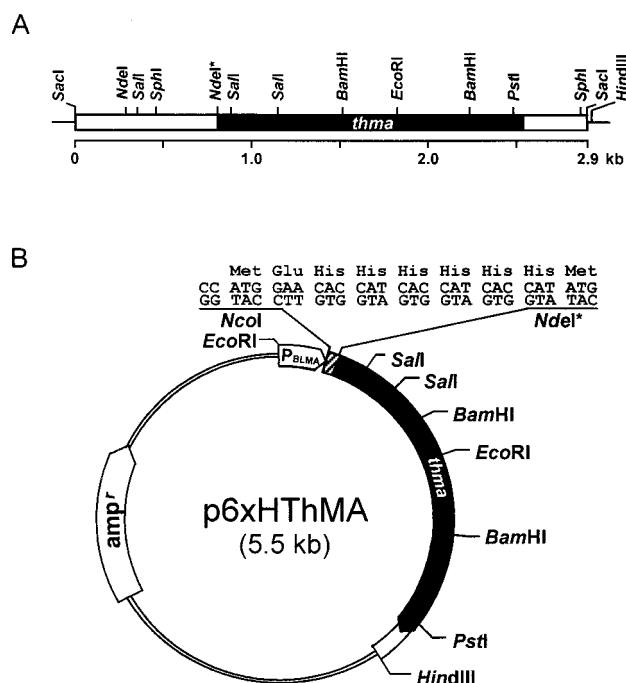 A
SacI
NdeI
SalI
SphI
NdeI*
SalI
SalI
BamHI
EcoRI
BamHI
PstI
SphI
SacI
HindIII
thma
0 1.0 2.0 2.9 kb
B
Met Glu His His His His His His Met
CC ATG GAA CAC CAT CAC CAT CAC CAT ATG
GG TAC CTT GTG GTA GTG GTA GTG GTA TAC
NcoI NdeI*
EcoRI
PBLMA
SalI
SalI
BamHI
EcoRI
thma
BamHI
ampr
p6xHThMA
(5.5 kb)
PstI
HindIII